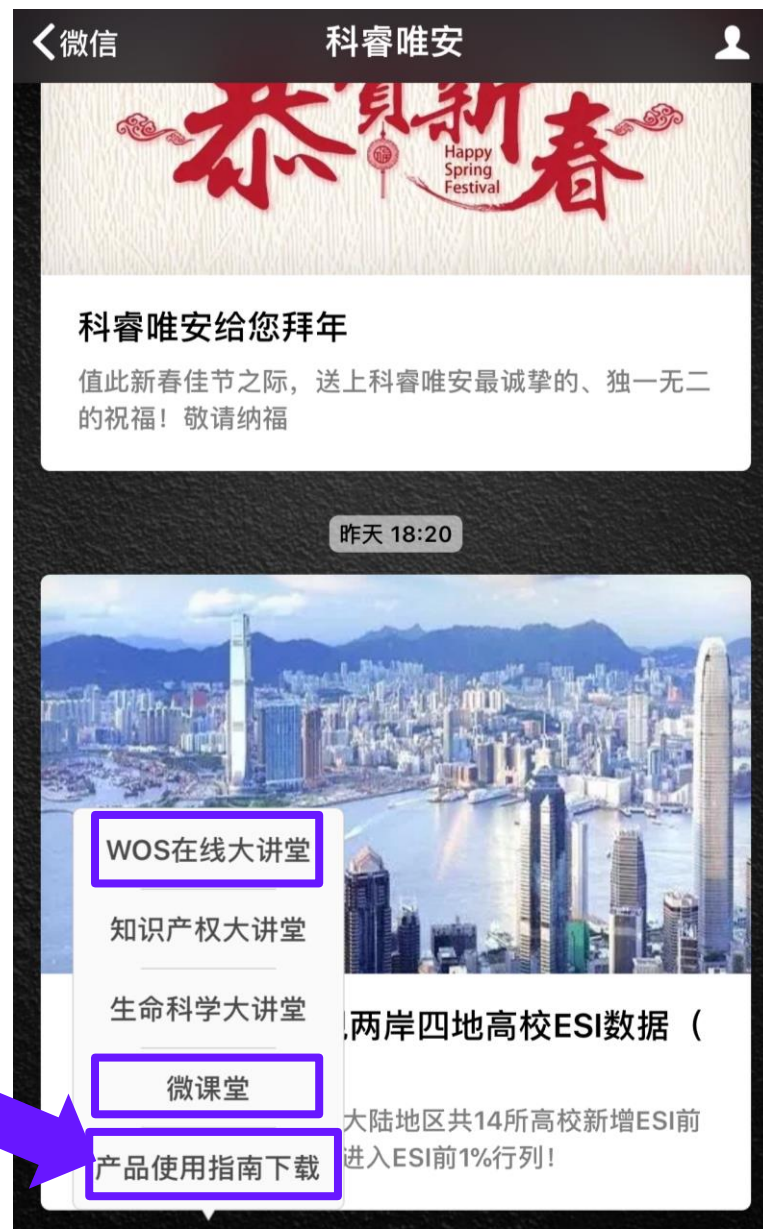 微信
科睿唯安
恭贺新春
Happy
Spring
Festival
科睿唯安给您拜年
值此新春佳节之际，送上科睿唯安最诚挚的、独一无二
的祝福！敬请纳福
昨天 18:20
WOS在线大讲堂
知识产权大讲堂
生命科学大讲堂
微课堂
产品使用指南下载
两岸四地高校ESI数据（
大陆地区共14所高校新增ESI前
进入ESI前1%行列！